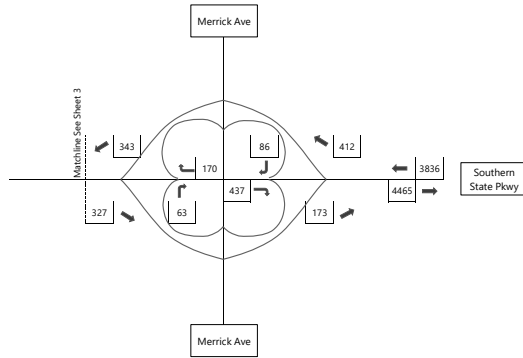 Merrick Ave
Matchline See Sheet 3
343
170
86
412
3836
Southern
State Pkwy
437
4465
327
63
173
Merrick Ave